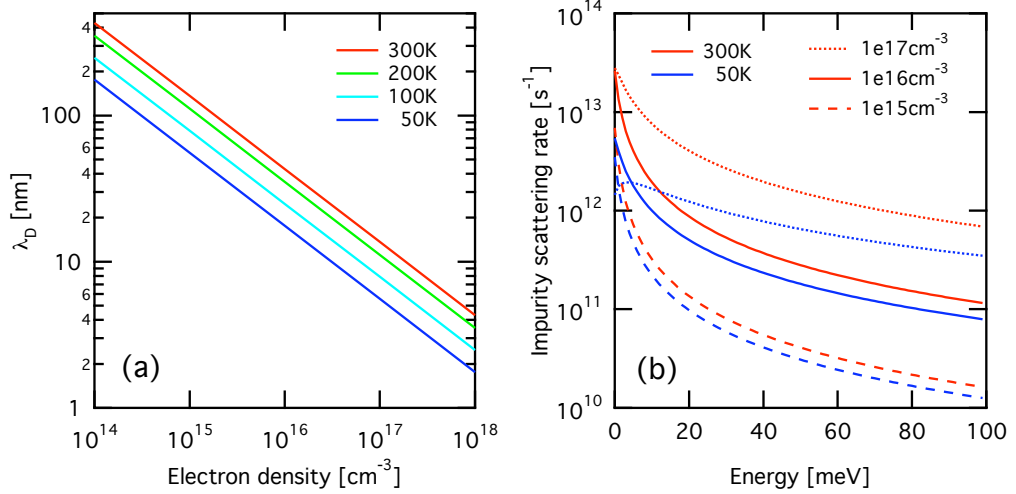 4
2
100
8
6
4
2
10
8
6
4
2
1
λD [nm]
300K
200K
100K
50K
(a)
10^14 10^15 10^16 10^17 10^18
Electron density [cm^-3]
10^14
10^13
10^12
10^11
10^10
Impurity scattering rate [s^-1]
300K
50K
1e17cm^-3
1e16cm^-3
1e15cm^-3
(b)
0 20 40 60 80 100
Energy [meV]